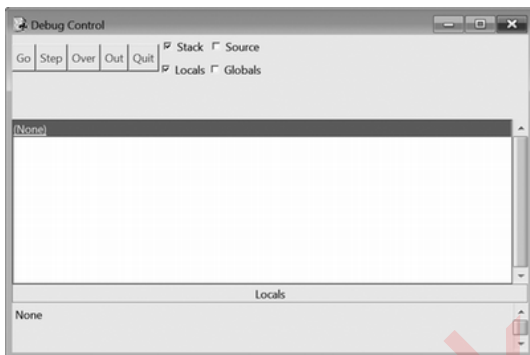 Debug Control
Go Step Over Out Quit
Stack Source
Locals Globals
(None)
Locals
None